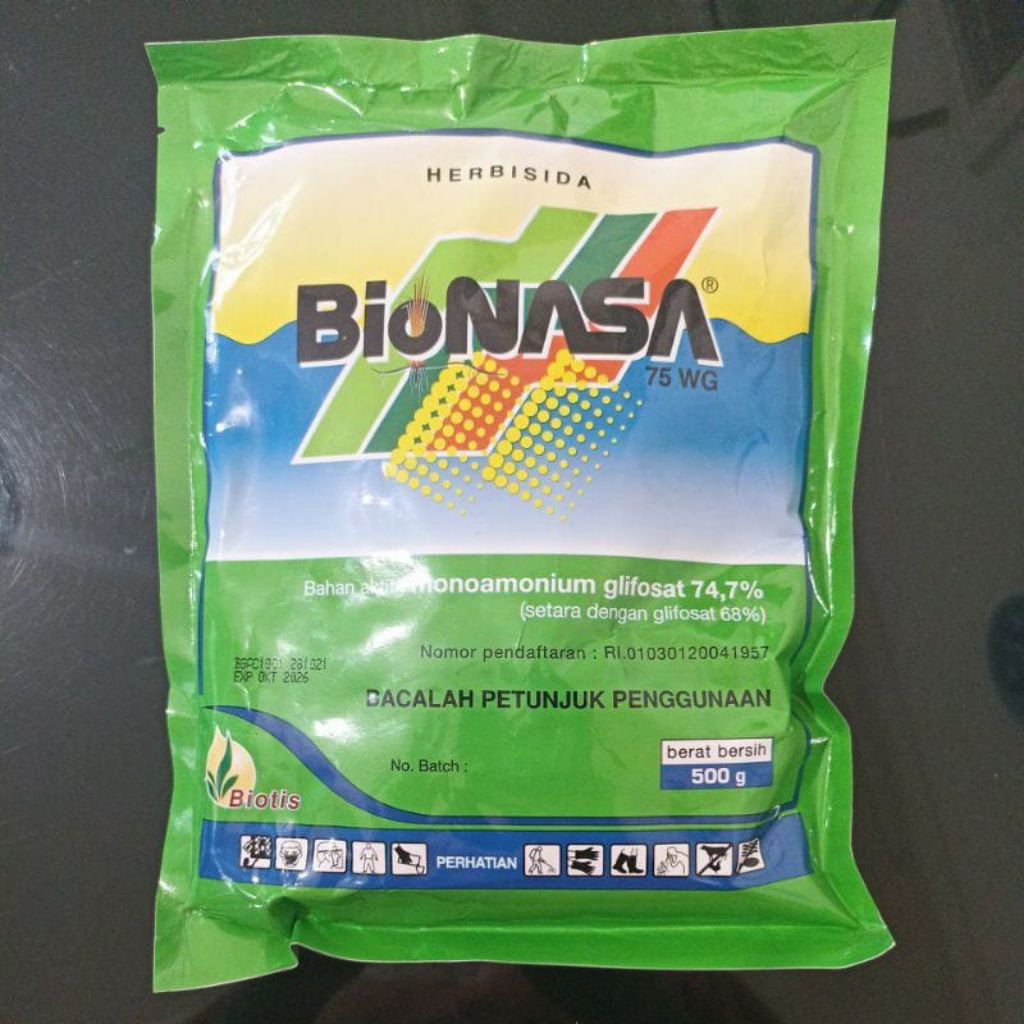 HERBISIDA
BioNASA®
75 WG
Bahan aktif : monoamonium glifosat 74,7%
(setara dengan glifosat 68%)
Nomor pendaftaran : RI.01030120041957
EXP OKT 2026
BACALAH PETUNJUK PENGGUNAAN
berat bersih
500 g
No. Batch :
Biotis
PERHATIAN